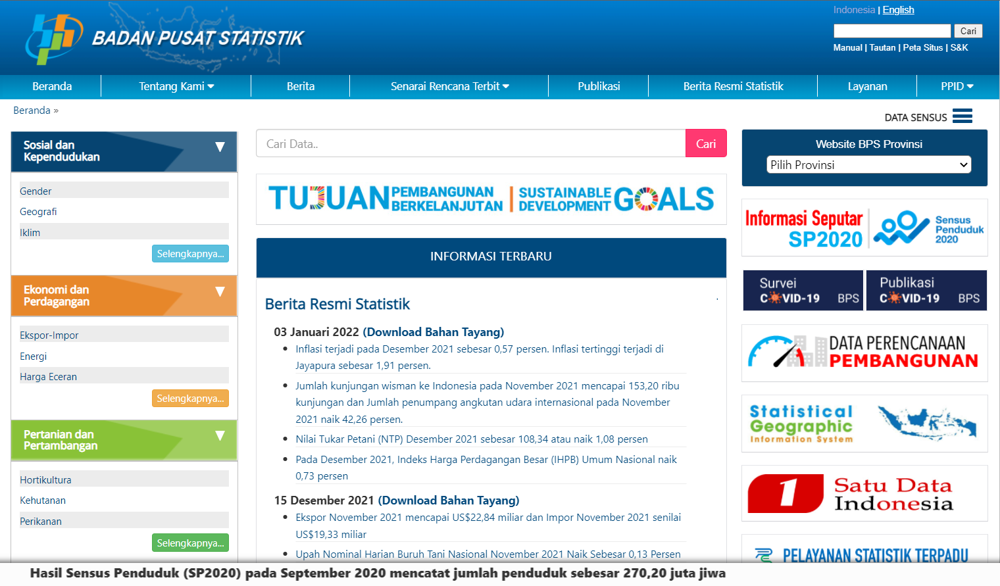 Indonesia | English
BADAN PUSAT STATISTIK
Cari
Manual | Tautan | Peta Situs | S&K
Beranda
Tentang Kami
Berita
Senarai Rencana Terbit
Publikasi
Berita Resmi Statistik
Layanan
PPID
Beranda »
DATA SENSUS
Sosial dan
Kependudukan
Gender
Geografi
Iklim
Selengkapnya...
Ekonomi dan
Perdagangan
Ekspor-Impor
Energi
Harga Eceran
Selengkapnya...
Pertanian dan
Pertambangan
Hortikultura
Kehutanan
Perikanan
Selengkapnya...
Cari Data..
Cari
TUJUAN PEMBANGUNAN BERKELANJUTAN | SUSTAINABLE DEVELOPMENT GOALS
INFORMASI TERBARU
Berita Resmi Statistik
03 Januari 2022 (Download Bahan Tayang)
Inflasi terjadi pada Desember 2021 sebesar 0,57 persen. Inflasi tertinggi terjadi di
Jayapura sebesar 1,91 persen.
Jumlah kunjungan wisman ke Indonesia pada November 2021 mencapai 153,20 ribu
kunjungan dan Jumlah penumpang angkutan udara internasional pada November
2021 naik 42,26 persen.
Nilai Tukar Petani (NTP) Desember 2021 sebesar 108,34 atau naik 1,08 persen
Pada Desember 2021, Indeks Harga Perdagangan Besar (IHPB) Umum Nasional naik
0,73 persen
15 Desember 2021 (Download Bahan Tayang)
Ekspor November 2021 mencapai US$22,84 miliar dan Impor November 2021 senilai
US$19,33 miliar
Upah Nominal Harian Buruh Tani Nasional November 2021 Naik Sebesar 0,13 Persen
Website BPS Provinsi
Pilih Provinsi
Informasi Seputar
SP2020
Sensus
Penduduk
2020
Survei
COVID-19 BPS
Publikasi
COVID-19 BPS
DATA PERENCANAAN
PEMBANGUNAN
Statistical
Geographic
Information System
1
Satu Data
Indonesia
PELAYANAN STATISTIK TERPADU
Hasil Sensus Penduduk (SP2020) pada September 2020 mencatat jumlah penduduk sebesar 270,20 juta jiwa